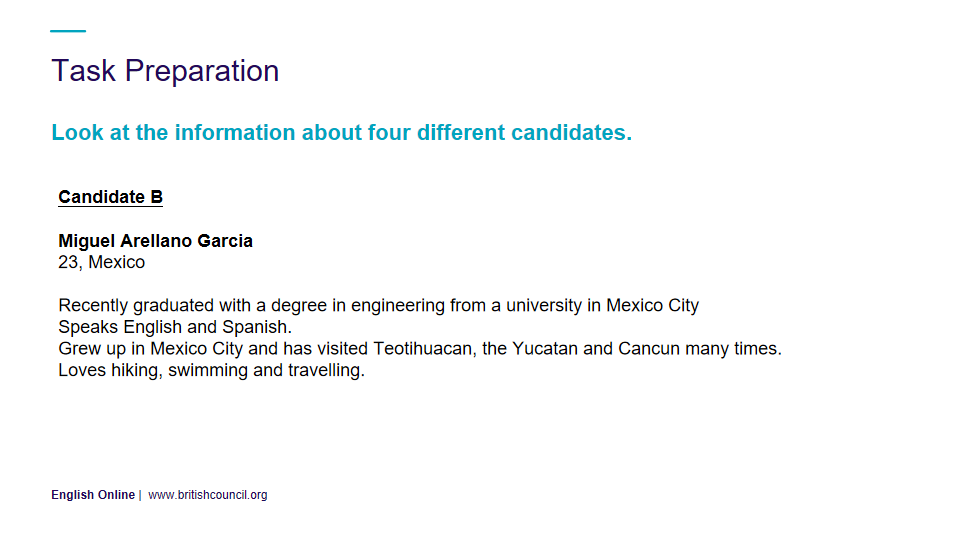 Task Preparation
Look at the information about four different candidates.
Candidate B
Miguel Arellano Garcia
23, Mexico
Recently graduated with a degree in engineering from a university in Mexico City
Speaks English and Spanish.
Grew up in Mexico City and has visited Teotihuacan, the Yucatan and Cancun many times.
Loves hiking, swimming and travelling.
English Online | www.britishcouncil.org